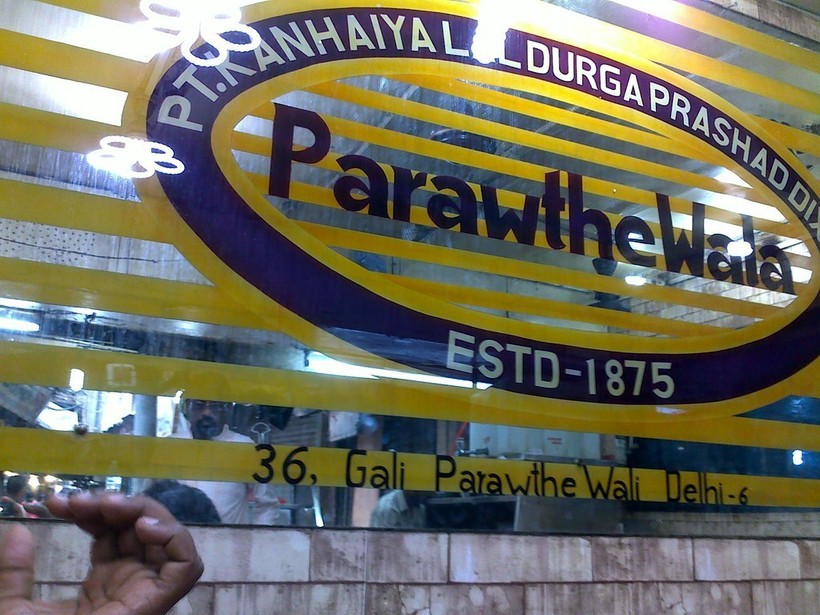 PT. KANHAIYA LAL DURGA PRASHAD
ParawtheWala
ESTD-1875
36, Gali Parawthe Wali Delhi-6